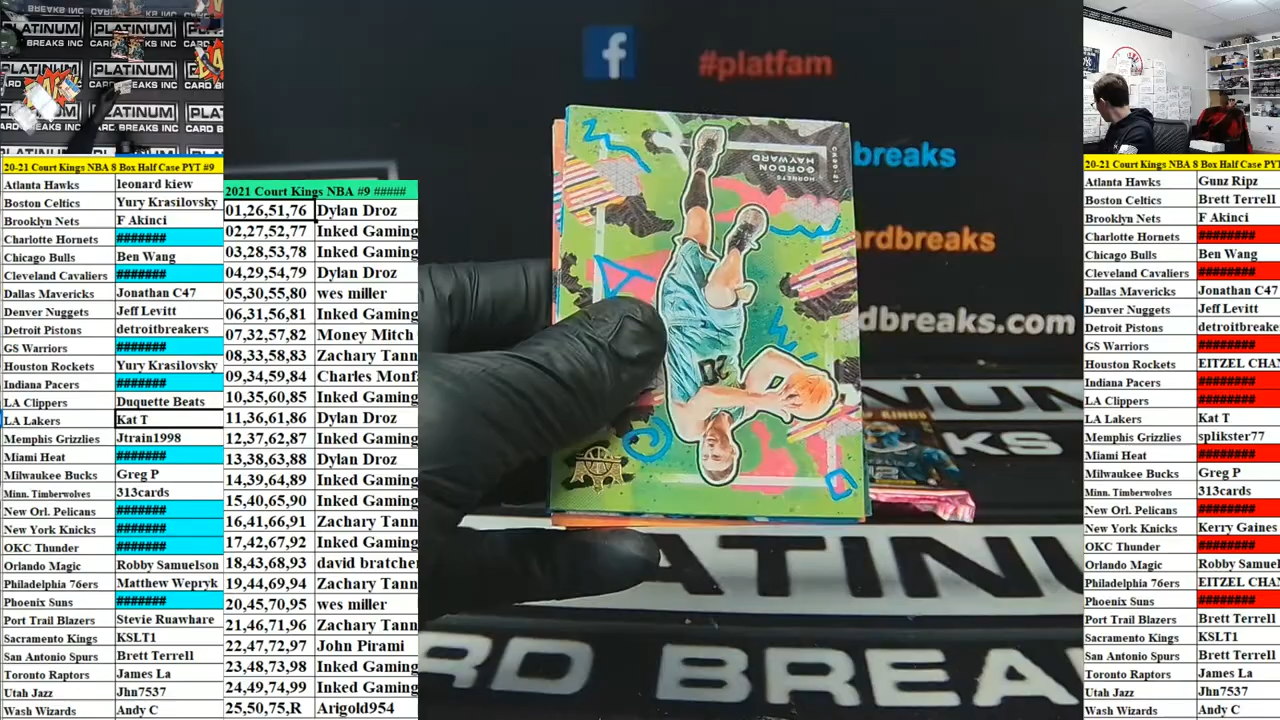 PLATINUM PLATINUM
BREAKS INC CARD BREAKS INC CARD
PLATINUM
CARD BREAKS INC
#platfam
breaks
rdbreaks
rdbreaks.com
HORNETS
GORDON
HAYWARD
RD BREA
20-21 Court Kings NBA 8 Box Half Case PYT #9
Atlanta Hawks leonard kiew
Boston Celtics Yury Krasilovsky
Brooklyn Nets F Akinci
Charlotte Hornets #######
Chicago Bulls Ben Wang
Cleveland Cavaliers #######
Dallas Mavericks Jonathan C47
Denver Nuggets Jeff Levitt
Detroit Pistons detroitbreakers
GS Warriors #######
Houston Rockets Yury Krasilovsky
Indiana Pacers #######
LA Clippers Duquette Beats
LA Lakers Kat T
Memphis Grizzlies Jtrain1998
Miami Heat #######
Milwaukee Bucks Greg P
Minn. Timberwolves 313cards
New Orl. Pelicans #######
New York Knicks #######
OKC Thunder #######
Orlando Magic Robby Samuelson
Philadelphia 76ers Matthew Wepryk
Phoenix Suns #######
Port Trail Blazers Stevie Ruawhare
Sacramento Kings KSLT1
San Antonio Spurs Brett Terrell
Toronto Raptors James La
Utah Jazz Jhn7537
Wash Wizards Andy C
2021 Court Kings NBA #9 #####
01,26,51,76 Dylan Droz
02,27,52,77 Inked Gaming
03,28,53,78 Inked Gaming
04,29,54,79 Dylan Droz
05,30,55,80 wes miller
06,31,56,81 Inked Gaming
07,32,57,82 Money Mitch
08,33,58,83 Zachary Tann
09,34,59,84 Charles Monf
10,35,60,85 Inked Gaming
11,36,61,86 Dylan Droz
12,37,62,87 Inked Gaming
13,38,63,88 Dylan Droz
14,39,64,89 Inked Gaming
15,40,65,90 Inked Gaming
16,41,66,91 Zachary Tann
17,42,67,92 Inked Gaming
18,43,68,93 david bratcher
19,44,69,94 Zachary Tann
20,45,70,95 wes miller
21,46,71,96 Zachary Tann
22,47,72,97 John Pirami
23,48,73,98 Inked Gaming
24,49,74,99 Inked Gaming
25,50,75,R Arigold954
20-21 Court Kings NBA 8 Box Half Case PYT
Atlanta Hawks Gunz Ripz
Boston Celtics Brett Terrell
Brooklyn Nets F Akinci
Charlotte Hornets ########
Chicago Bulls Ben Wang
Cleveland Cavaliers ########
Dallas Mavericks Jonathan C47
Denver Nuggets Jeff Levitt
Detroit Pistons detroitbreake
GS Warriors ########
Houston Rockets EITZEL CHA
Indiana Pacers ########
LA Clippers ########
LA Lakers Kat T
Memphis Grizzlies splikster77
Miami Heat ########
Milwaukee Bucks Greg P
Minn. Timberwolves 313cards
New Orl. Pelicans ########
New York Knicks Kerry Gaines
OKC Thunder ########
Orlando Magic Robby Samuel
Philadelphia 76ers EITZEL CHA
Phoenix Suns ########
Port Trail Blazers Brett Terrell
Sacramento Kings KSLT1
San Antonio Spurs Brett Terrell
Toronto Raptors James La
Utah Jazz Jhn7537
Wash Wizards Andy C